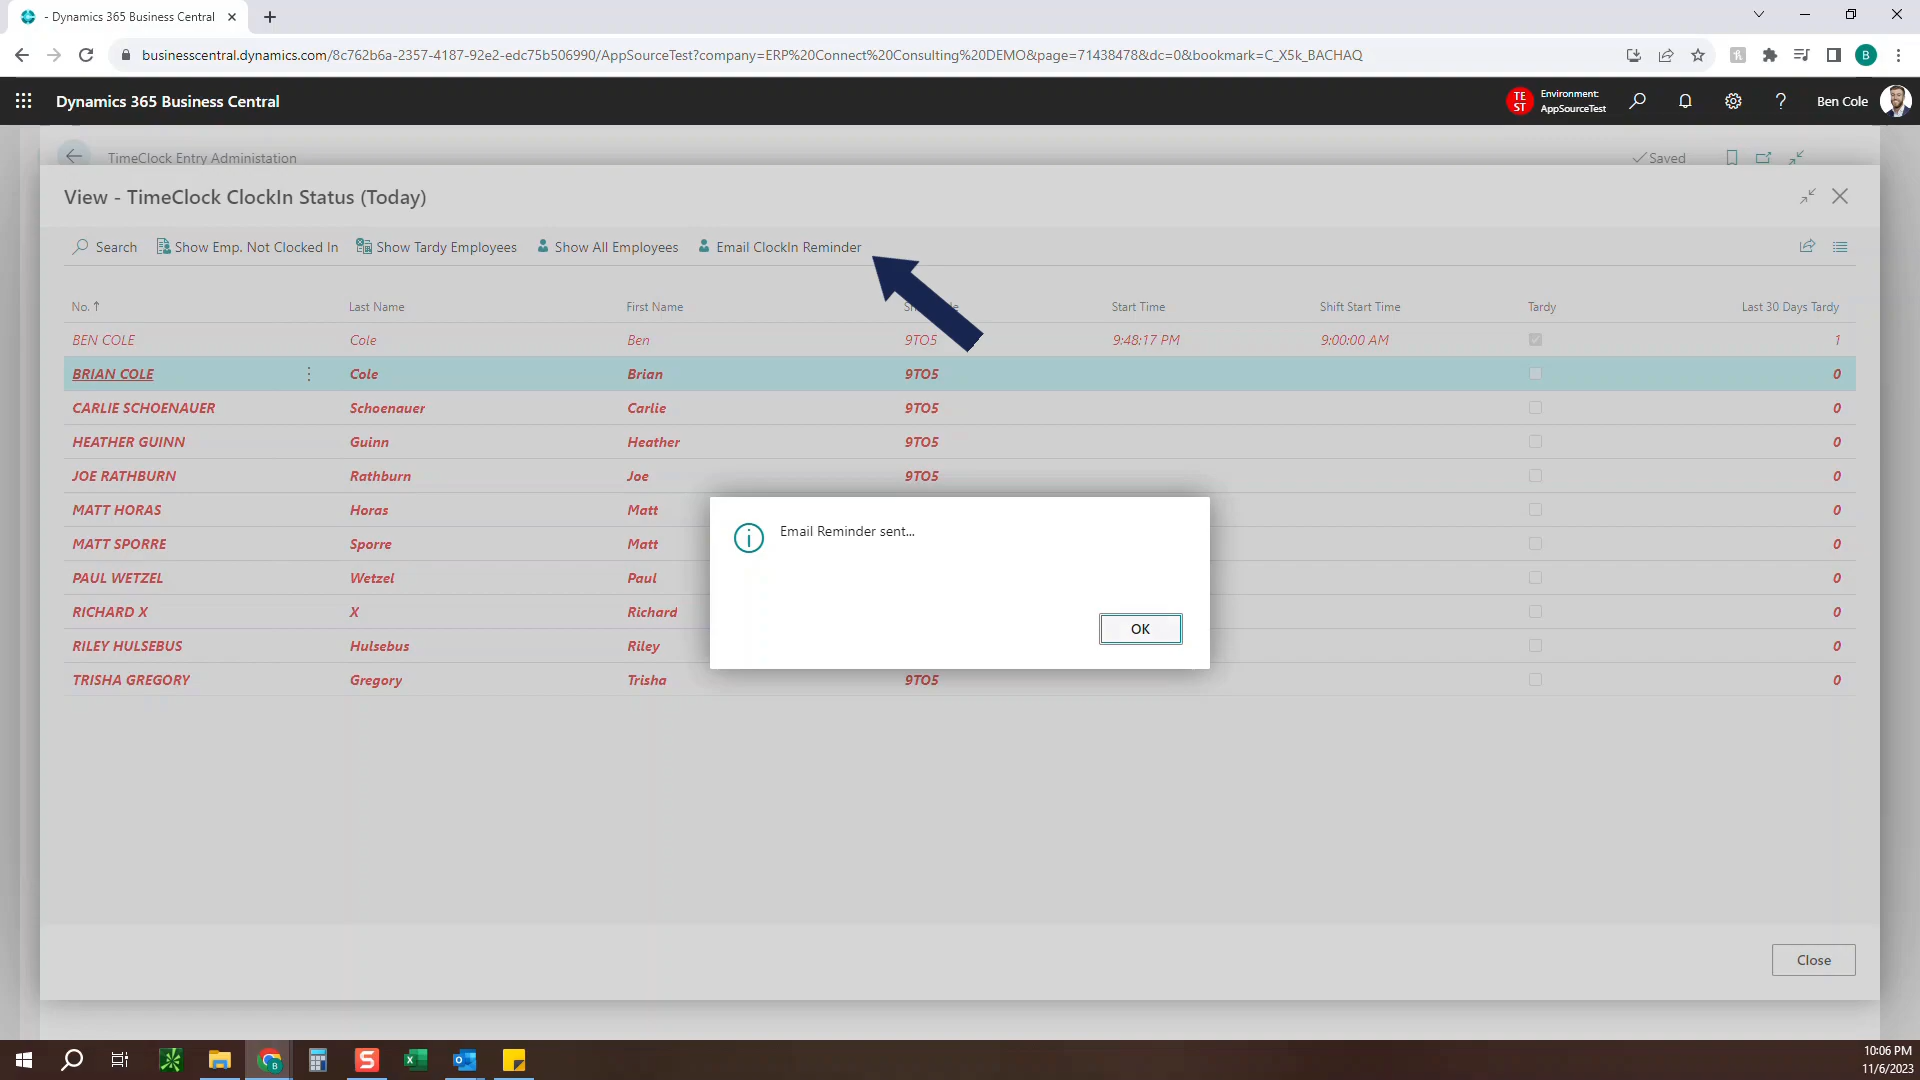 - Dynamics 365 Business Central
businesscentral.dynamics.com/8c762b6a-2357-4187-92e2-edc75b506990/AppSourceTest?company=ERP%20Connect%20Consulting%20DEMO&page=71438478&dc=0&bookmark=C_X5k_BACHAQ
B
Dynamics 365 Business Central
TE
ST
Environment:
AppSourceTest
?
Ben Cole
TimeClock Entry Administation
Saved
View - TimeClock ClockIn Status (Today)
Search
Show Emp. Not Clocked In
Show Tardy Employees
Show All Employees
Email ClockIn Reminder
No. ↑ Last Name First Name Start Time Shift Start Time Tardy Last 30 Days Tardy
BEN COLE Cole Ben 9TO5 9:48:17 PM 9:00:00 AM 1
BRIAN COLE Cole Brian 9TO5 0
CARLIE SCHOENAUER Schoenauer Carlie 9TO5 0
HEATHER GUINN Guinn Heather 9TO5 0
JOE RATHBURN Rathburn Joe 9TO5 0
MATT HORAS Horas Matt 0
MATT SPORRE Sporre Matt 0
PAUL WETZEL Wetzel Paul 0
RICHARD X X Richard 0
RILEY HULSEBUS Hulsebus Riley 0
TRISHA GREGORY Gregory Trisha 9TO5 0
Email Reminder sent...
OK
Close
10:06 PM
11/6/2023